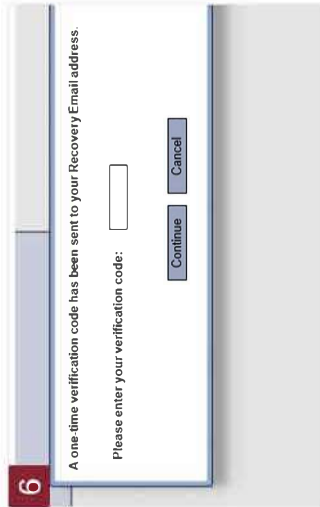 6
A one-time verification code has been sent to your Recovery Email address.
Please enter your verification code:
Continue
Cancel